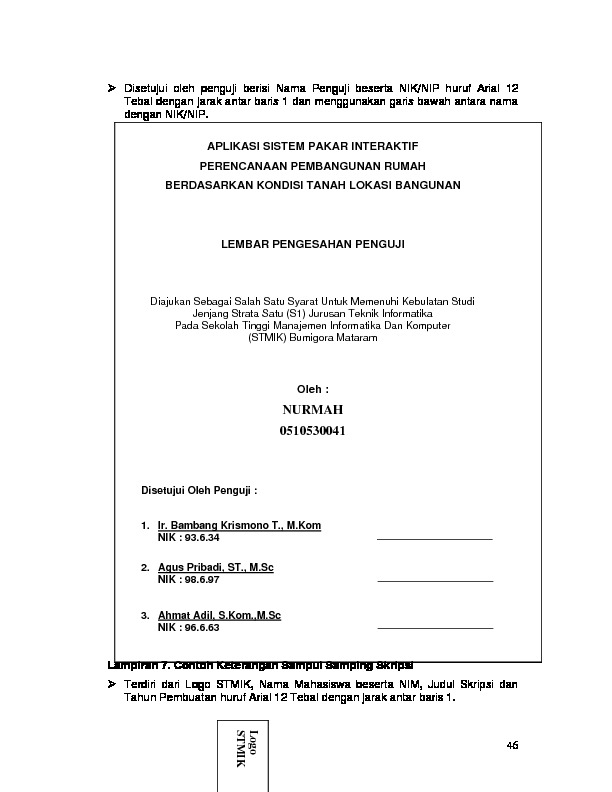 ➢ Disetujui oleh penguji berisi Nama Penguji beserta NIK/NIP huruf Arial 12
Tebal dengan jarak antar baris 1 dan menggunakan garis bawah antara nama
dengan NIK/NIP.
APLIKASI SISTEM PAKAR INTERAKTIF
PERENCANAAN PEMBANGUNAN RUMAH
BERDASARKAN KONDISI TANAH LOKASI BANGUNAN
LEMBAR PENGESAHAN PENGUJI
Diajukan Sebagai Salah Satu Syarat Untuk Memenuhi Kebulatan Studi
Jenjang Strata Satu (S1) Jurusan Teknik Informatika
Pada Sekolah Tinggi Manajemen Informatika Dan Komputer
(STMIK) Bumigora Mataram
Oleh :
NURMAH
0510530041
Disetujui Oleh Penguji :
1. Ir. Bambang Krismono T., M.Kom
NIK : 93.6.34
2. Agus Pribadi, ST., M.Sc
NIK : 98.6.97
3. Ahmat Adil, S.Kom.,M.Sc
NIK : 96.6.63
Lampiran 7. Contoh Keterangan Sampul Samping Skripsi
➢ Terdiri dari Logo STMIK, Nama Mahasiswa beserta NIM, Judul Skripsi dan
Tahun Pembuatan huruf Arial 12 Tebal dengan jarak antar baris 1.
Logo
STMIK
46